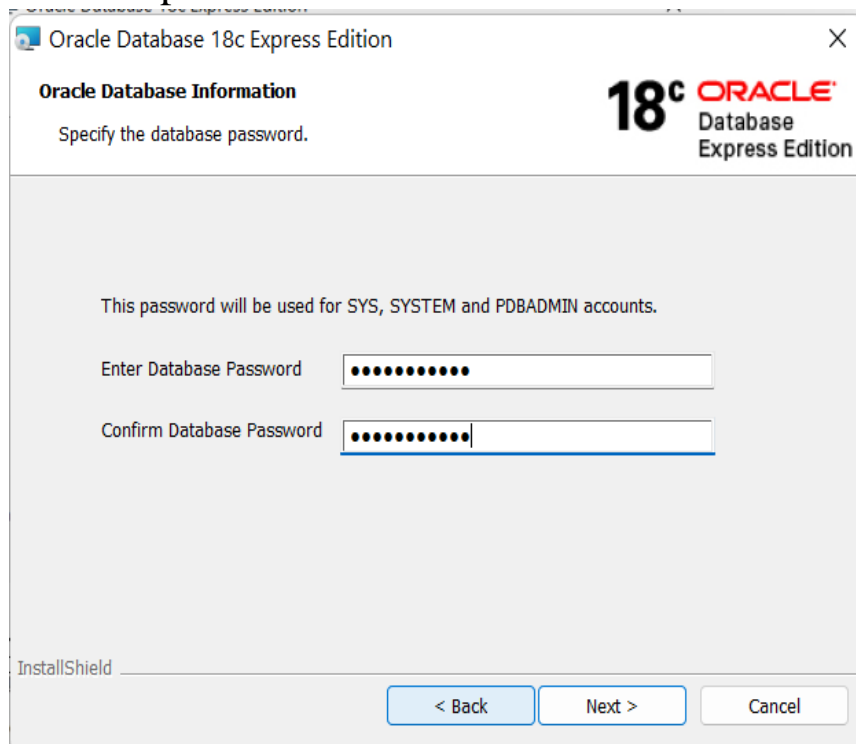 Oracle Database 18c Express Edition
Oracle Database Information
Specify the database password.
18c ORACLE
Database
Express Edition
This password will be used for SYS, SYSTEM and PDBADMIN accounts.
Enter Database Password ●●●●●●●●●●●
Confirm Database Password ●●●●●●●●●●●
InstallShield
< Back Next > Cancel